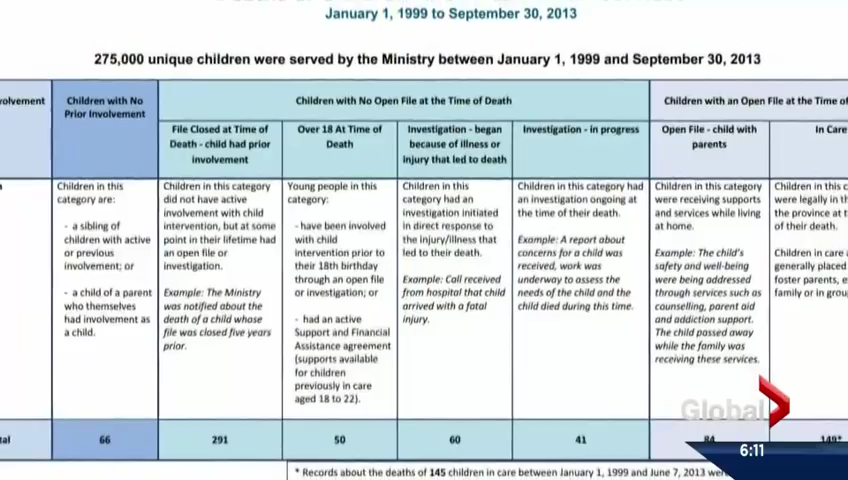 January 1, 1999 to September 30, 2013
275,000 unique children were served by the Ministry between January 1, 1999 and September 30, 2013
Children with No
Prior Involvement
Children with No Open File at the Time of Death
Children with an Open File at the Time of
File Closed at Time of
Death - child had prior
involvement
Over 18 At Time of
Death
Investigation - began
because of illness or
injury that led to death
Investigation - in progress
Open File - child with
parents
In Care
Children in this
category are:
- a sibling of
children with active
or previous
involvement; or
- a child of a parent
who themselves
had involvement as
a child.
Children in this category
did not have active
involvement with child
intervention, but at some
point in their lifetime had
an open file or
investigation.
Example: The Ministry
was notified about the
death of a child whose
file was closed five years
prior.
Young people in this
category:
- have been involved
with child
intervention prior to
their 18th birthday
through an open file
or investigation; or
- had an active
Support and Financial
Assistance agreement
(supports available
for children
previously in care
aged 18 to 22).
Children in this
category had an
investigation initiated
in direct response to
the injury/illness that
led to their death.
Example: Call received
from hospital that child
arrived with a fatal
injury.
Children in this category had
an investigation ongoing at
the time of their death.
Example: A report about
concerns for a child was
received, work was
underway to assess the
needs of the child and the
child died during this time.
Children in this category
were receiving supports
and services while living
at home.
Example: The child's
safety and well-being
were being addressed
through services such as
counselling, parent aid
and addiction support.
The child passed away
while the family was
receiving these services.
Children in this
were legally in
the province at
of their death.
Children in care
generally placed
foster parents,
family or in
66
291
50
60
41
84
149*
* Records about the deaths of 145 children in care between January 1, 1999 and June 7, 2013
Global
6:11